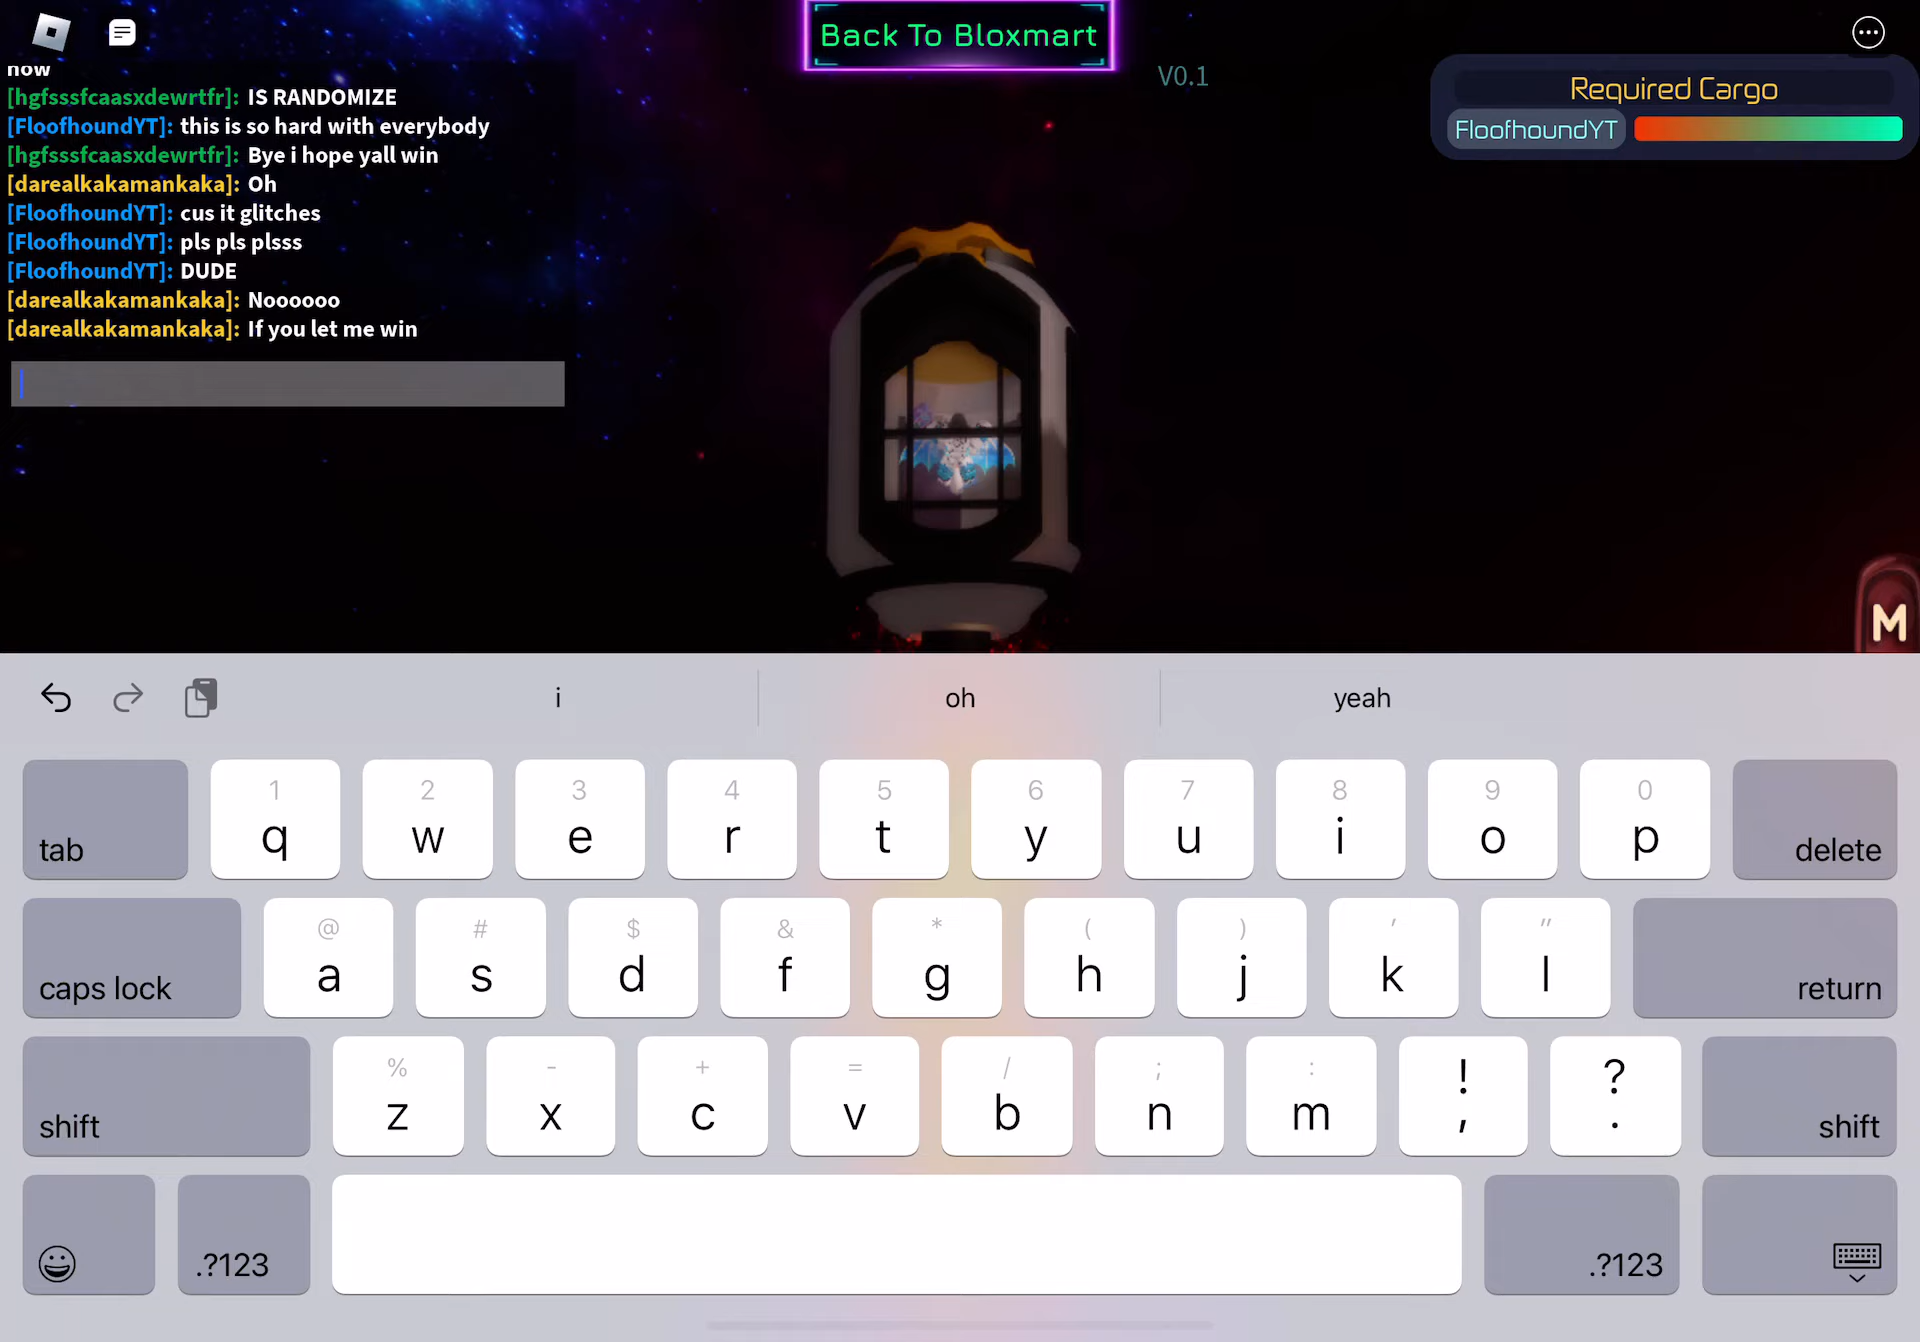 Back To Bloxmart
V0.1
Required Cargo
FloofhoundYT
now
[hgfsssfcaasxdewrtfr]: IS RANDOMIZE
[FloofhoundYT]: this is so hard with everybody
[hgfsssfcaasxdewrtfr]: Bye i hope yall win
[darealkakamankaka]: Oh
[FloofhoundYT]: cus it glitches
[FloofhoundYT]: pls pls plsss
[FloofhoundYT]: DUDE
[darealkakamankaka]: Noooooo
[darealkakamankaka]: If you let me win
M
i oh yeah
1 2 3 4 5 6 7 8 9 0
tab q w e r t y u i o p delete
@ # $ & * ( ) ' "
caps lock a s d f g h j k l return
% - + = / ; : ! ?
shift z x c v b n m , . shift
.?123 .?123